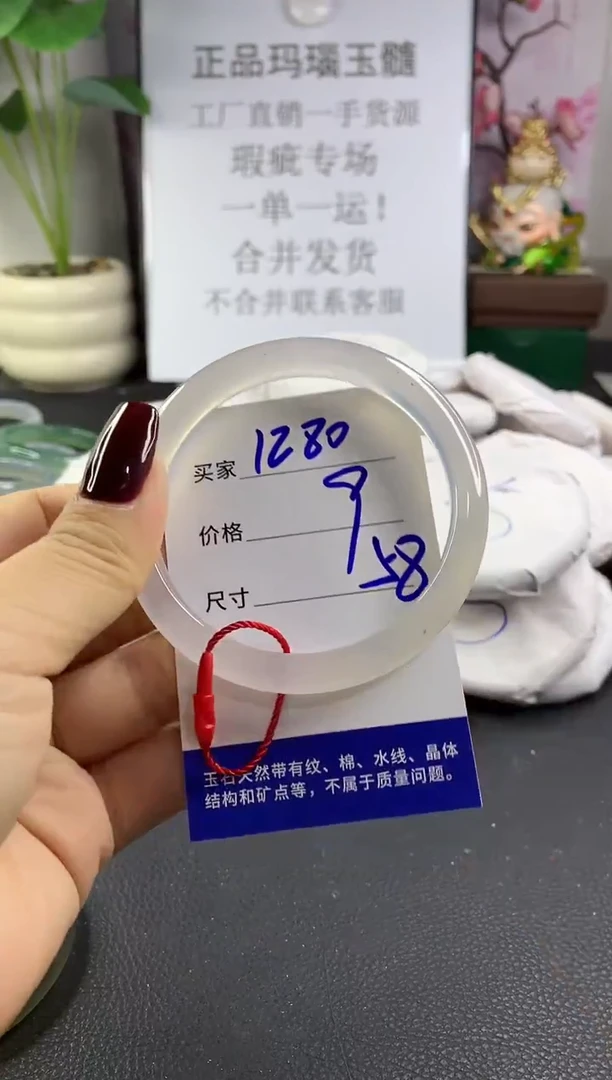 正品玛瑙玉髓
工厂直销一手货源
瑕疵专场
一单一运！
合并发货
不合并联系客服
买家 1280
价格 9
尺寸 58
玉石天然带有纹、棉、水线、晶体
结构和矿点等，不属于质量问题。